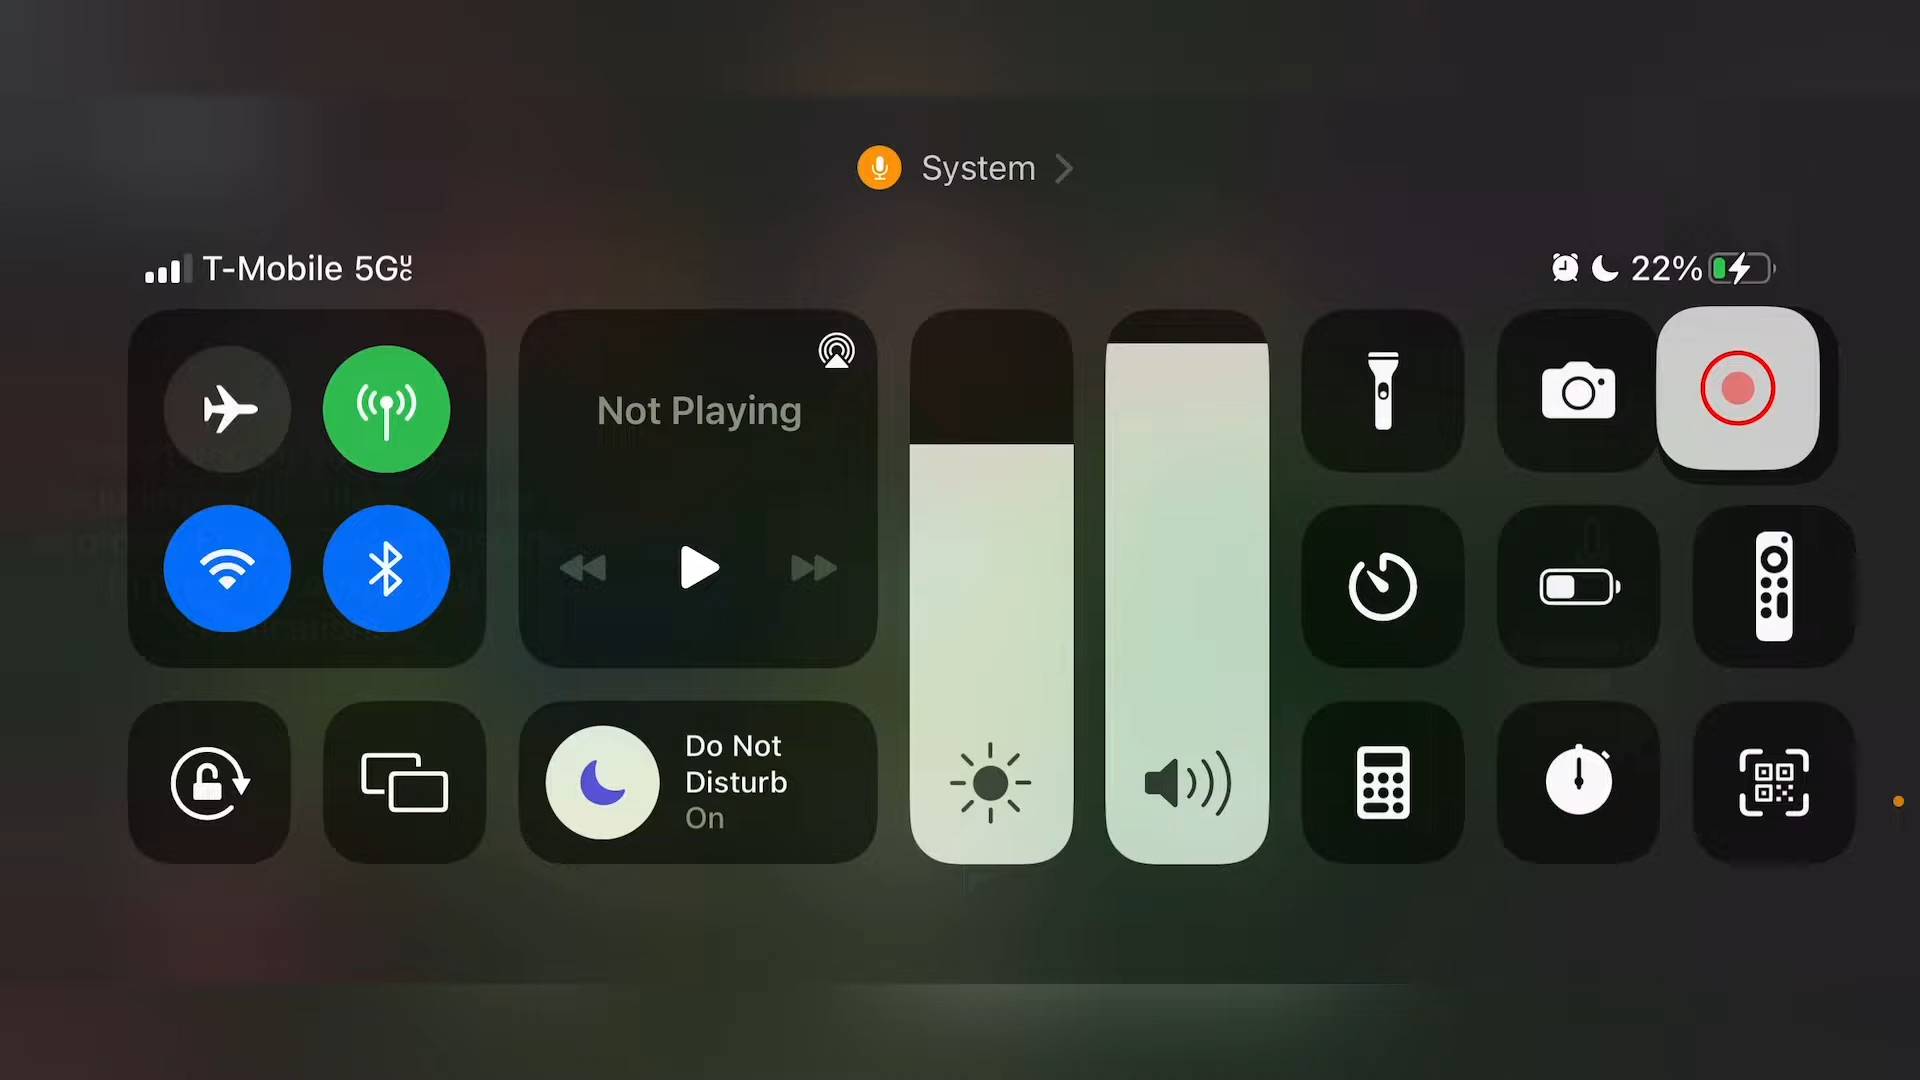 System
T-Mobile 5GUC
22%
Not Playing
Do Not
Disturb
On